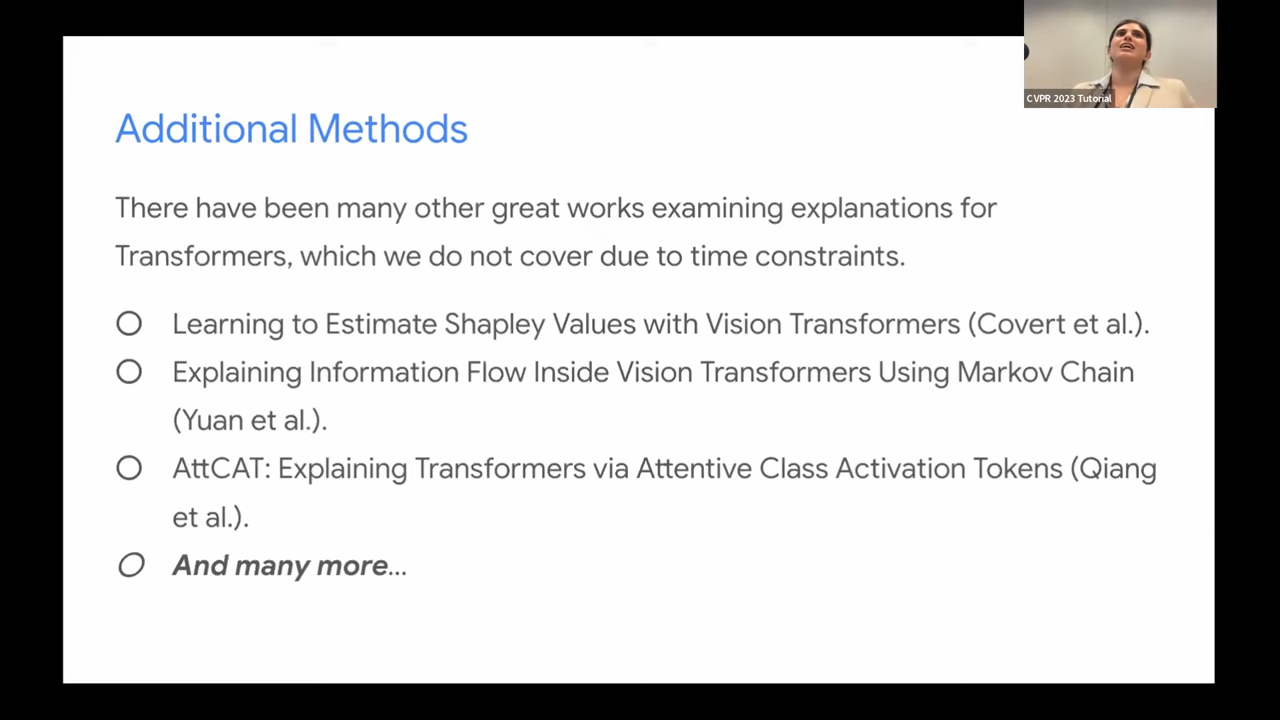 CVPR 2023 Tutorial
Additional Methods
There have been many other great works examining explanations for
Transformers, which we do not cover due to time constraints.
Learning to Estimate Shapley Values with Vision Transformers (Covert et al.).
Explaining Information Flow Inside Vision Transformers Using Markov Chain
(Yuan et al.).
AttCAT: Explaining Transformers via Attentive Class Activation Tokens (Qiang
et al.).
And many more...